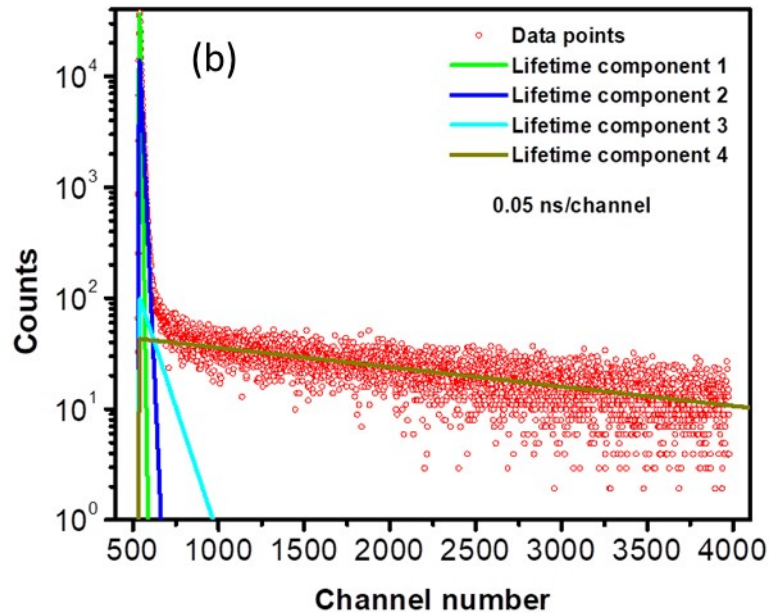 (b)
Data points
Lifetime component 1
Lifetime component 2
Lifetime component 3
Lifetime component 4
0.05 ns/channel
Counts
10^4
10^3
10^2
10^1
10^0
500 1000 1500 2000 2500 3000 3500 4000
Channel number